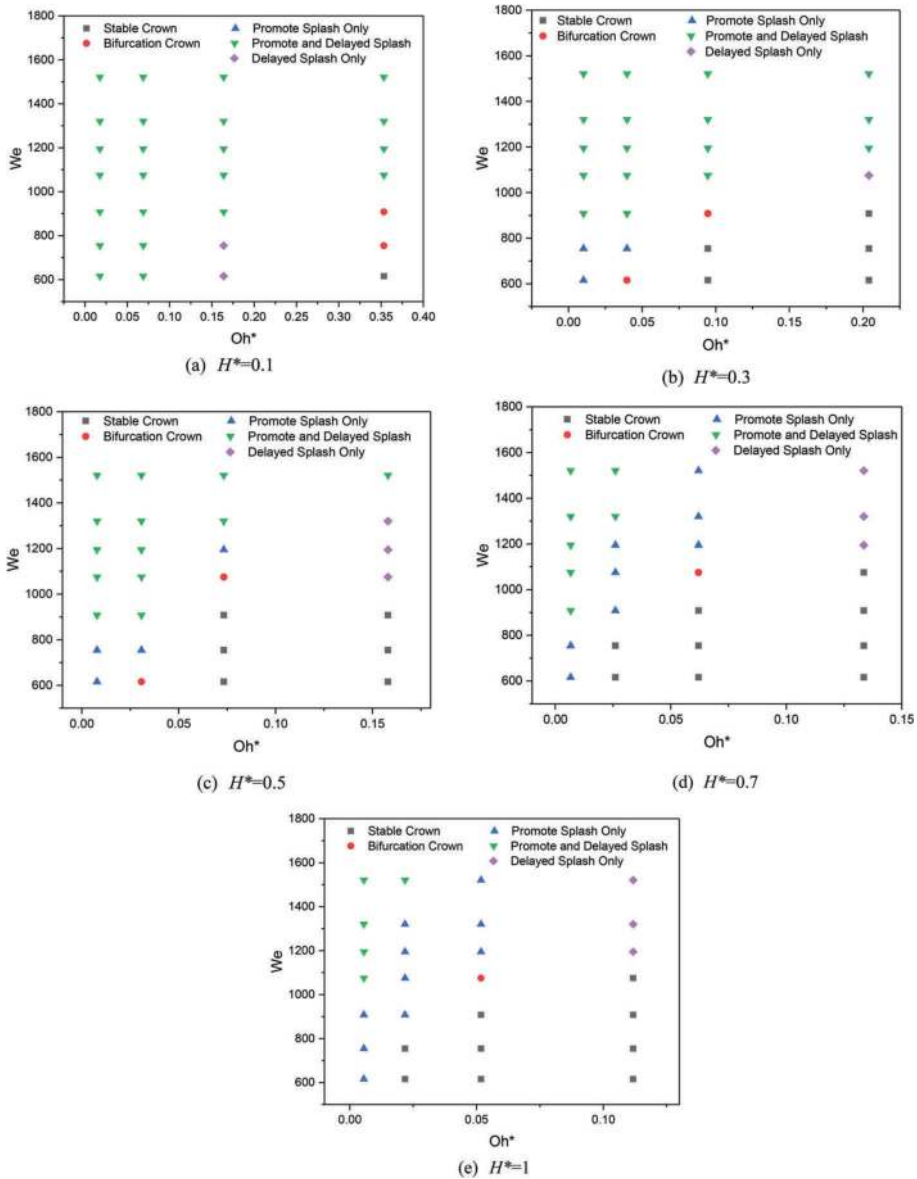 Stable Crown
Promote Splash Only
Bifurcation Crown
Promote and Delayed Splash
Delayed Splash Only
1800
1600
1400
1200
1000
800
600
We
0.00 0.05 0.10 0.15 0.20 0.25 0.30 0.35 0.40
Oh*
(a) H*=0.1
Stable Crown
Promote Splash Only
Bifurcation Crown
Promote and Delayed Splash
Delayed Splash Only
1800
1600
1400
1200
1000
800
600
We
0.00 0.05 0.10 0.15 0.20
Oh*
(b) H*=0.3
Stable Crown
Promote Splash Only
Bifurcation Crown
Promote and Delayed Splash
Delayed Splash Only
1800
1600
1400
1200
1000
800
600
We
0.00 0.05 0.10 0.15
Oh*
(c) H*=0.5
Stable Crown
Promote Splash Only
Bifurcation Crown
Promote and Delayed Splash
Delayed Splash Only
1800
1600
1400
1200
1000
800
600
We
0.00 0.05 0.10 0.15
Oh*
(d) H*=0.7
Stable Crown
Promote Splash Only
Bifurcation Crown
Promote and Delayed Splash
Delayed Splash Only
1800
1600
1400
1200
1000
800
600
We
0.00 0.05 0.10
Oh*
(e) H*=1